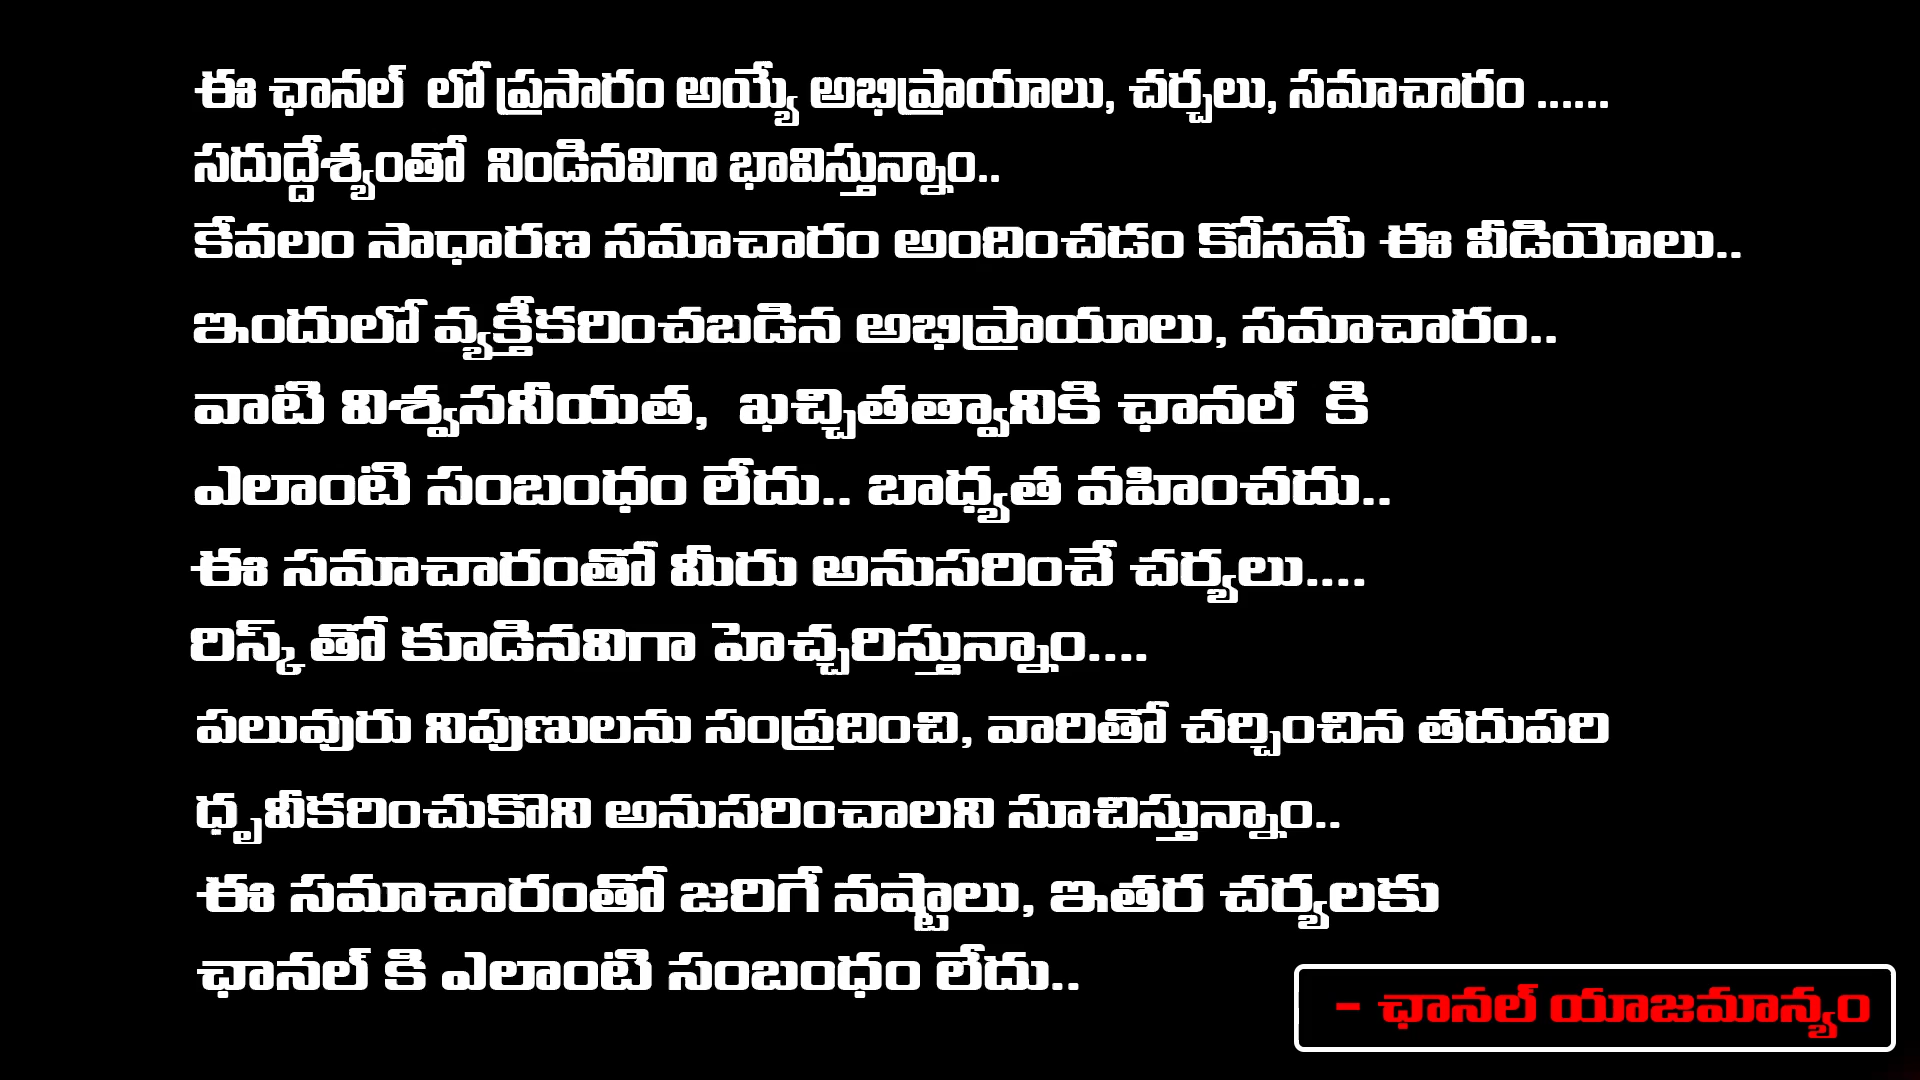 ఈ ఛానల్ లో ప్రసారం అయ్యే అభిప్రాయాలు, చర్చలు, సమాచారం ......
సదుద్దేశ్యంతో నిండినవిగా భావిస్తున్నాం..
కేవలం సాధారణ సమాచారం అందించడం కోసమే ఈ వీడియోలు..
ఇందులో వ్యక్తీకరించబడిన అభిప్రాయాలు, సమాచారం..
వాటి విశ్వసనీయత, ఖచ్చితత్వానికి ఛానల్ కి
ఎలాంటి సంబంధం లేదు.. బాధ్యత వహించదు..
ఈ సమాచారంతో మీరు అనుసరించే చర్యలు....
రిస్క్ తో కూడినవిగా హెచ్చరిస్తున్నాం....
పలువురు నిపుణులను సంప్రదించి, వారితో చర్చించిన తదుపరి
ధృవీకరించుకొని అనుసరించాలని సూచిస్తున్నాం..
ఈ సమాచారంతో జరిగే నష్టాలు, ఇతర చర్యలకు
ఛానల్ కి ఎలాంటి సంబంధం లేదు..
- ఛానల్ యాజమాన్యం